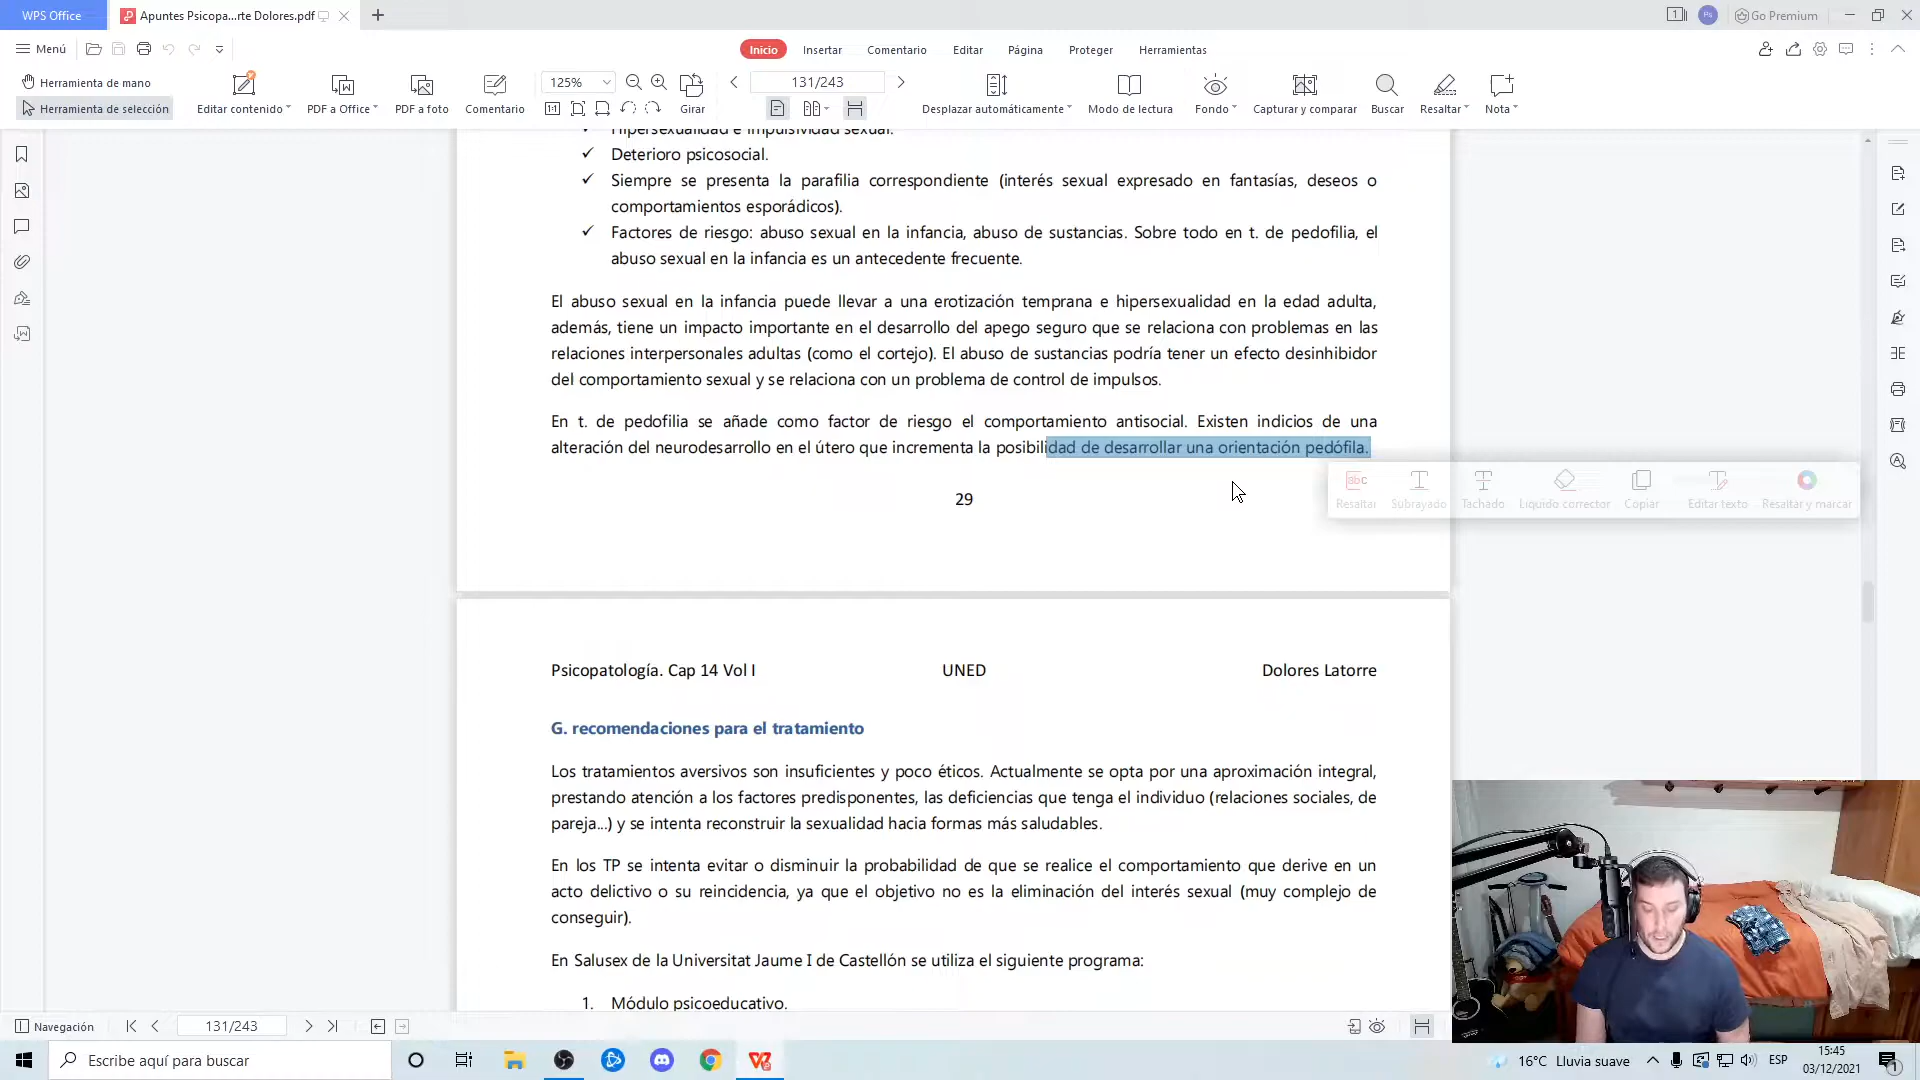 WPS Office
Apuntes Psicopa...rte Dolores.pdf
Go Premium
Menú
Inicio
Insertar
Comentario
Editar
Página
Proteger
Herramientas
Herramienta de mano
Herramienta de selección
Editar contenido
PDF a Office
PDF a foto
Comentario
125%
Girar
131/243
Desplazar automáticamente
Modo de lectura
Fondo
Capturar y comparar
Buscar
Resaltar
Nota
Hipersexualidad e impulsividad sexual.
Deterioro psicosocial.
Siempre se presenta la parafilia correspondiente (interés sexual expresado en fantasías, deseos o
comportamientos esporádicos).
Factores de riesgo: abuso sexual en la infancia, abuso de sustancias. Sobre todo en t. de pedofilia, el
abuso sexual en la infancia es un antecedente frecuente.
El abuso sexual en la infancia puede llevar a una erotización temprana e hipersexualidad en la edad adulta,
además, tiene un impacto importante en el desarrollo del apego seguro que se relaciona con problemas en las
relaciones interpersonales adultas (como el cortejo). El abuso de sustancias podría tener un efecto desinhibidor
del comportamiento sexual y se relaciona con un problema de control de impulsos.
En t. de pedofilia se añade como factor de riesgo el comportamiento antisocial. Existen indicios de una
alteración del neurodesarrollo en el útero que incrementa la posibilidad de desarrollar una orientación pedófila.
Resaltar
Subrayado
Tachado
Líquido corrector
Copiar
Editar texto
Resaltar y marcar
29
Psicopatología. Cap 14 Vol I
UNED
Dolores Latorre
G. recomendaciones para el tratamiento
Los tratamientos aversivos son insuficientes y poco éticos. Actualmente se opta por una aproximación integral,
prestando atención a los factores predisponentes, las deficiencias que tenga el individuo (relaciones sociales, de
pareja...) y se intenta reconstruir la sexualidad hacia formas más saludables.
En los TP se intenta evitar o disminuir la probabilidad de que se realice el comportamiento que derive en un
acto delictivo o su reincidencia, ya que el objetivo no es la eliminación del interés sexual (muy complejo de
conseguir).
En Salusex de la Universitat Jaume I de Castellón se utiliza el siguiente programa:
1. Módulo psicoeducativo.
Navegación
131/243
Escribe aquí para buscar
16°C Lluvia suave
ESP
15:45
03/12/2021